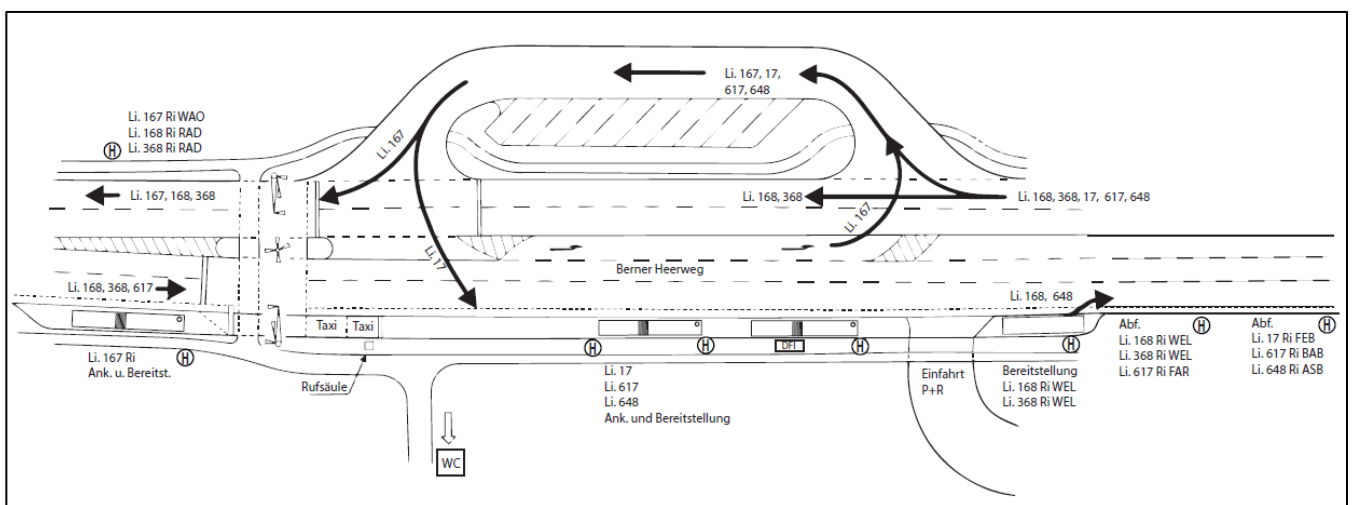 Li. 167, 17,
617, 648
Li. 167 Ri WAO
Li. 168 Ri RAD
Li. 368 Ri RAD
H
Li. 167
Li. 167, 168, 368
Li. 168, 368
Li. 168, 368, 17, 617, 648
Li. 167
Li. 17
Berner Heerweg
Li. 168, 368, 617
Li. 168, 648
Taxi
Taxi
DFI
H
H
H
H
H
H
H
Li. 167 Ri
Ank. u. Bereitst.
Rufsäule
Li. 17
Li. 617
Li. 648
Ank. und Bereitstellung
Einfahrt
P+R
Bereitstellung
Li. 168 Ri WEL
Li. 368 Ri WEL
Abf.
Li. 168 Ri WEL
Li. 368 Ri WEL
Li. 617 Ri FAR
Abf.
Li. 17 Ri FEB
Li. 617 Ri BAB
Li. 648 Ri ASB
WC